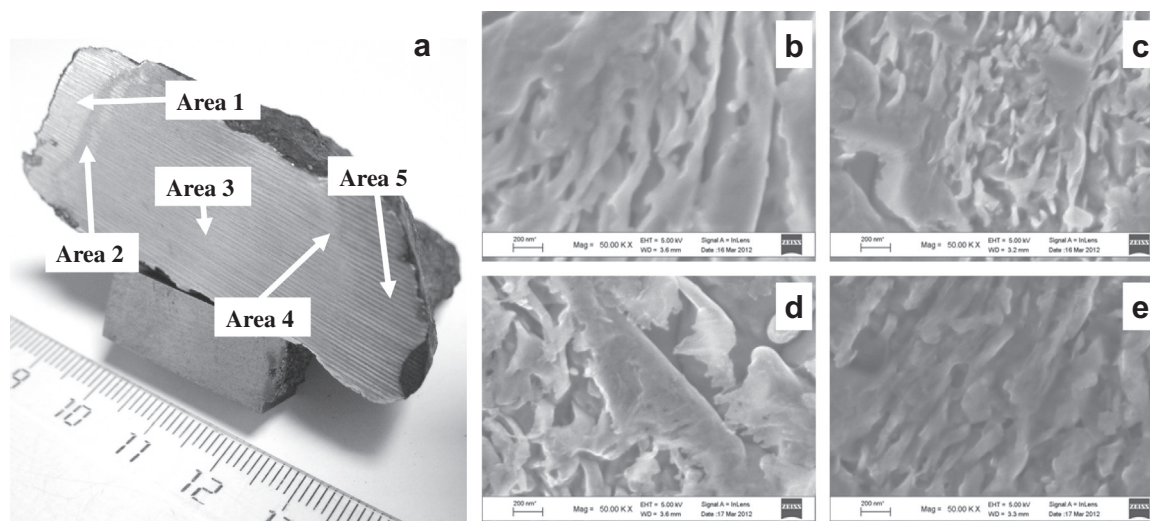 a
Area 1
Area 3
Area 5
Area 2
Area 4
9 10 11 12
b
200 nm* Mag = 50.00 K X EHT = 5.00 kV Signal A = InLens ZEISS
WD = 3.6 mm Date :16 Mar 2012
c
200 nm* Mag = 50.00 K X EHT = 5.00 kV Signal A = InLens ZEISS
WD = 3.2 mm Date :16 Mar 2012
d
200 nm* Mag = 50.00 K X EHT = 5.00 kV Signal A = InLens ZEISS
WD = 3.6 mm Date :17 Mar 2012
e
200 nm* Mag = 50.00 K X EHT = 5.00 kV Signal A = InLens ZEISS
WD = 3.3 mm Date :17 Mar 2012